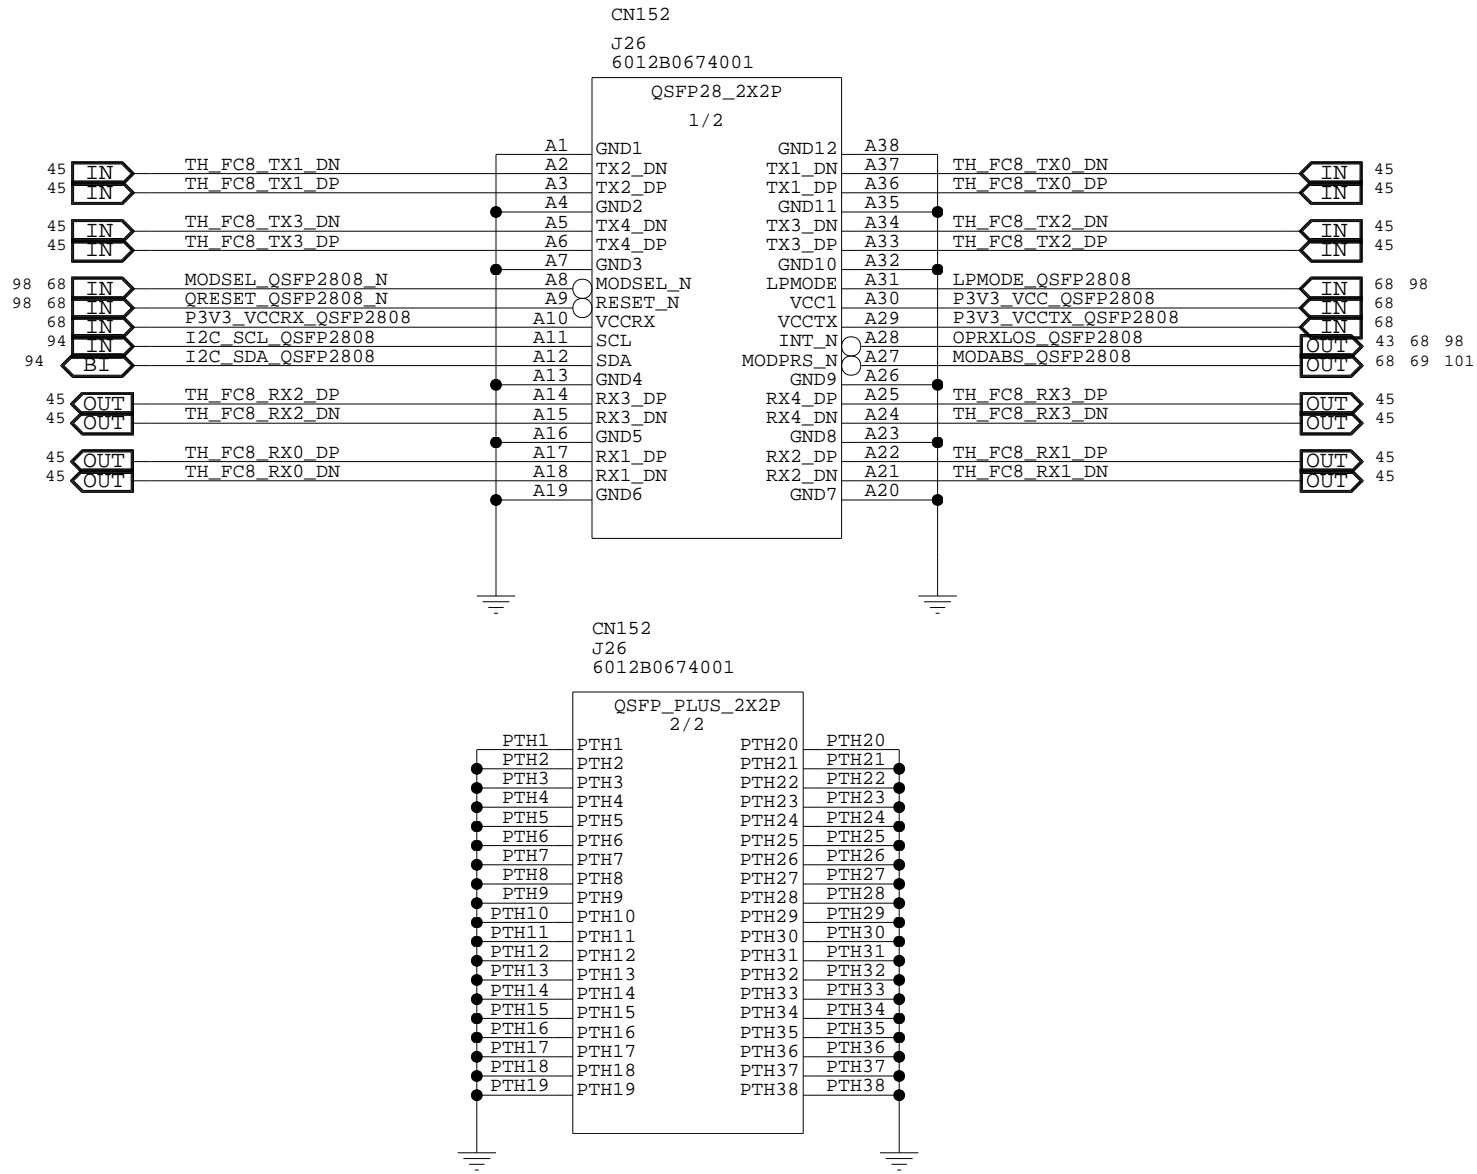 CN152
J26
6012B0674001
QSFP28_2X2P
1/2
A1 GND1 GND12 A38
45 IN TH_FC8_TX1_DN A2 TX2_DN TX1_DN A37 TH_FC8_TX0_DN IN 45
45 IN TH_FC8_TX1_DP A3 TX2_DP TX1_DP A36 TH_FC8_TX0_DP IN 45
A4 GND2 GND11 A35
45 IN TH_FC8_TX3_DN A5 TX4_DN TX3_DN A34 TH_FC8_TX2_DN IN 45
45 IN TH_FC8_TX3_DP A6 TX4_DP TX3_DP A33 TH_FC8_TX2_DP IN 45
A7 GND3 GND10 A32
98 68 IN MODSEL_QSFP2808_N A8 MODSEL_N LPMODE A31 LPMODE_QSFP2808 IN 68 98
98 68 IN QRESET_QSFP2808_N A9 RESET_N VCC1 A30 P3V3_VCC_QSFP2808 IN 68
68 IN P3V3_VCCRX_QSFP2808 A10 VCCRX VCCTX A29 P3V3_VCCTX_QSFP2808 IN 68
94 IN I2C_SCL_QSFP2808 A11 SCL INT_N A28 OPRXLOS_QSFP2808 OUT 43 68 98
94 BI I2C_SDA_QSFP2808 A12 SDA MODPRS_N A27 MODABS_QSFP2808 OUT 68 69 101
A13 GND4 GND9 A26
45 OUT TH_FC8_RX2_DP A14 RX3_DP RX4_DP A25 TH_FC8_RX3_DP OUT 45
45 OUT TH_FC8_RX2_DN A15 RX3_DN RX4_DN A24 TH_FC8_RX3_DN OUT 45
A16 GND5 GND8 A23
45 OUT TH_FC8_RX0_DP A17 RX1_DP RX2_DP A22 TH_FC8_RX1_DP OUT 45
45 OUT TH_FC8_RX0_DN A18 RX1_DN RX2_DN A21 TH_FC8_RX1_DN OUT 45
A19 GND6 GND7 A20
CN152
J26
6012B0674001
QSFP_PLUS_2X2P
2/2
PTH1 PTH1 PTH20 PTH20
PTH2 PTH2 PTH21 PTH21
PTH3 PTH3 PTH22 PTH22
PTH4 PTH4 PTH23 PTH23
PTH5 PTH5 PTH24 PTH24
PTH6 PTH6 PTH25 PTH25
PTH7 PTH7 PTH26 PTH26
PTH8 PTH8 PTH27 PTH27
PTH9 PTH9 PTH28 PTH28
PTH10 PTH10 PTH29 PTH29
PTH11 PTH11 PTH30 PTH30
PTH12 PTH12 PTH31 PTH31
PTH13 PTH13 PTH32 PTH32
PTH14 PTH14 PTH33 PTH33
PTH15 PTH15 PTH34 PTH34
PTH16 PTH16 PTH35 PTH35
PTH17 PTH17 PTH36 PTH36
PTH18 PTH18 PTH37 PTH37
PTH19 PTH19 PTH38 PTH38